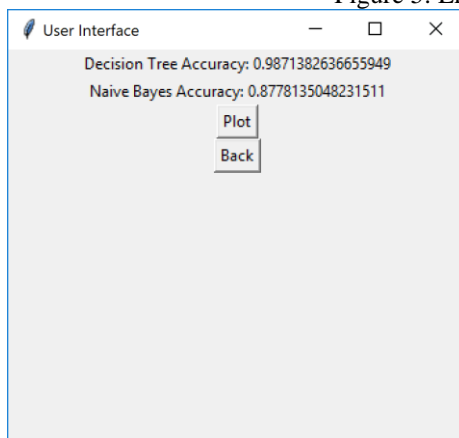 User Interface
Decision Tree Accuracy: 0.9871382636655949
Naive Bayes Accuracy: 0.8778135048231511
Plot
Back